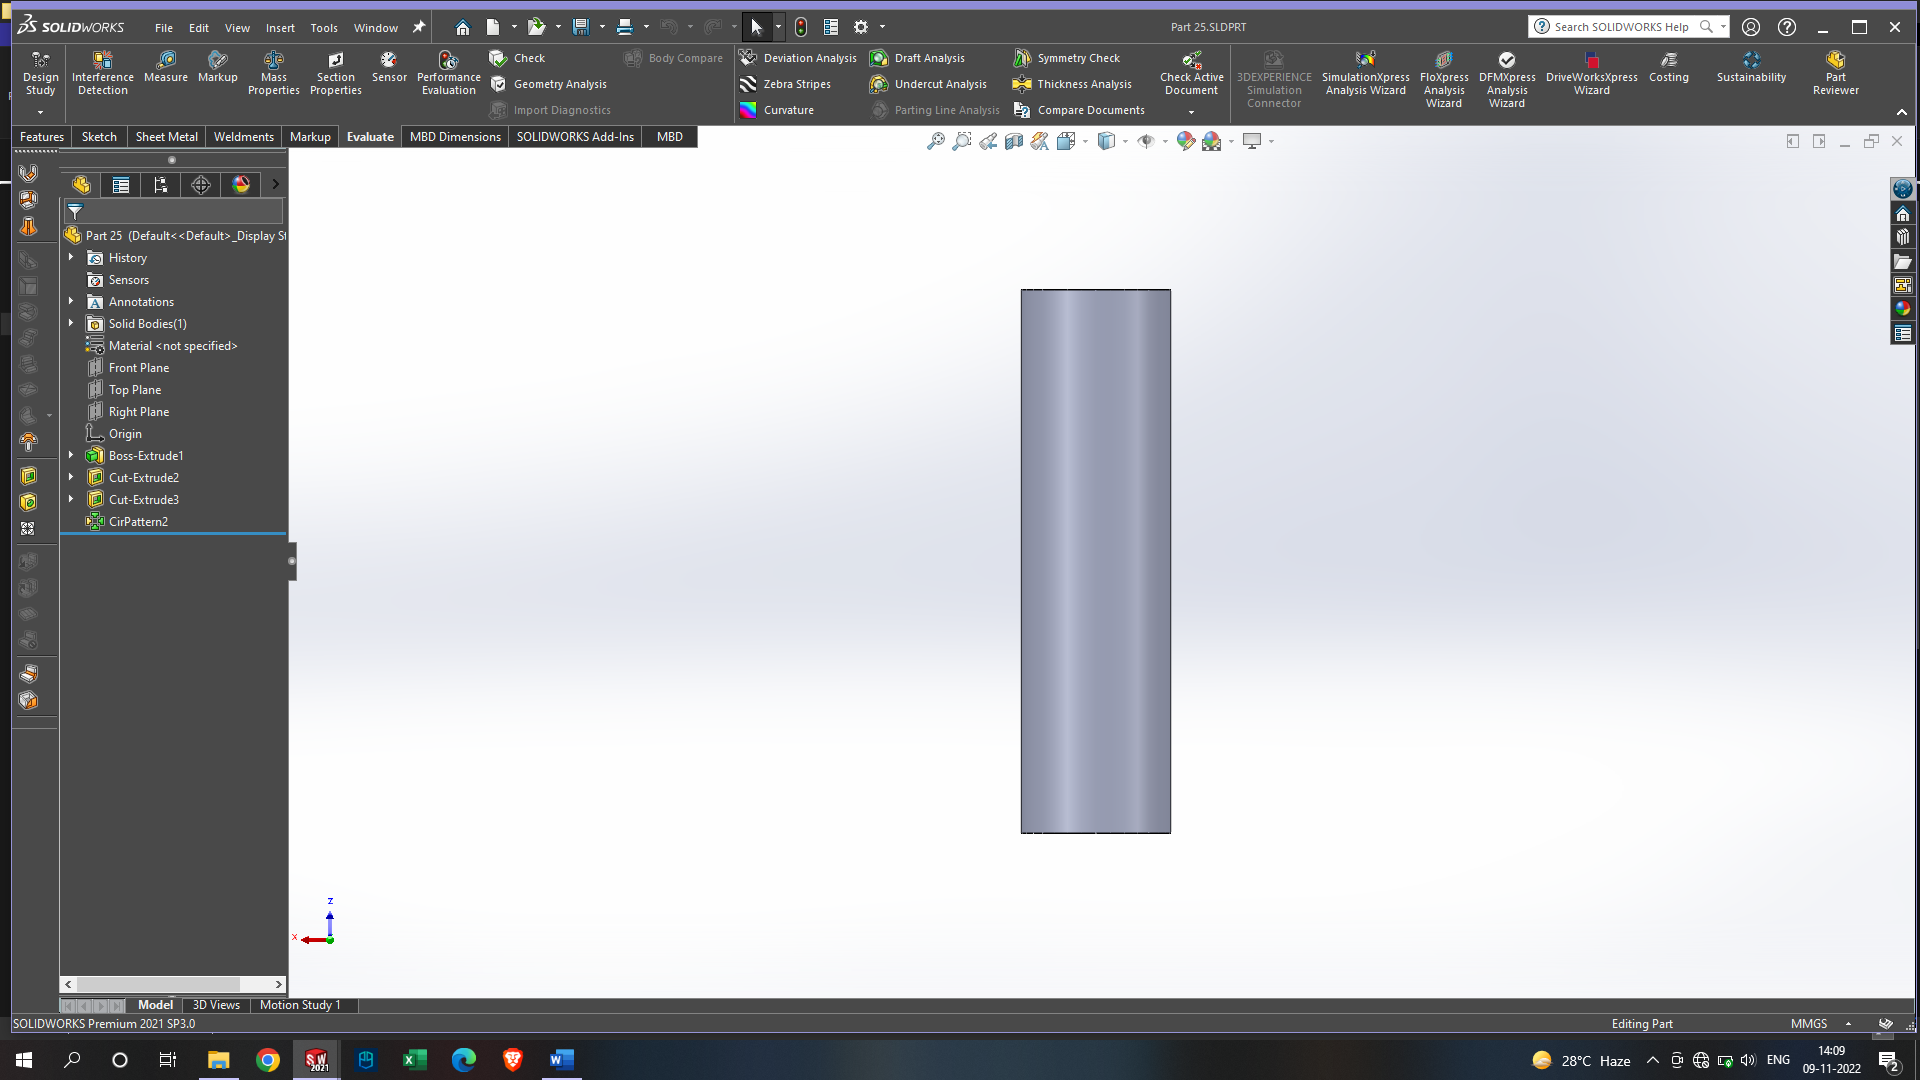 SOLIDWORKS
File Edit View Insert Tools Window
Part 25.SLDPRT
Search SOLIDWORKS Help
Design Study
Interference Detection
Measure
Markup
Mass Properties
Section Properties
Sensor
Performance Evaluation
Check
Geometry Analysis
Import Diagnostics
Body Compare
Deviation Analysis
Zebra Stripes
Curvature
Draft Analysis
Undercut Analysis
Parting Line Analysis
Symmetry Check
Thickness Analysis
Compare Documents
Check Active Document
3DEXPERIENCE Simulation Connector
SimulationXpress Analysis Wizard
FloXpress Analysis Wizard
DFMXpress Analysis Wizard
DriveWorksXpress Wizard
Costing
Sustainability
Part Reviewer
Features Sketch Sheet Metal Weldments Markup Evaluate MBD Dimensions SOLIDWORKS Add-Ins MBD
Part 25 (Default<<Default>_Display St
History
Sensors
Annotations
Solid Bodies(1)
Material <not specified>
Front Plane
Top Plane
Right Plane
Origin
Boss-Extrude1
Cut-Extrude2
Cut-Extrude3
CirPattern2
Z
X
Model 3D Views Motion Study 1
SOLIDWORKS Premium 2021 SP3.0
Editing Part
MMGS
SW 2021
28°C Haze
ENG
14:09
09-11-2022
2